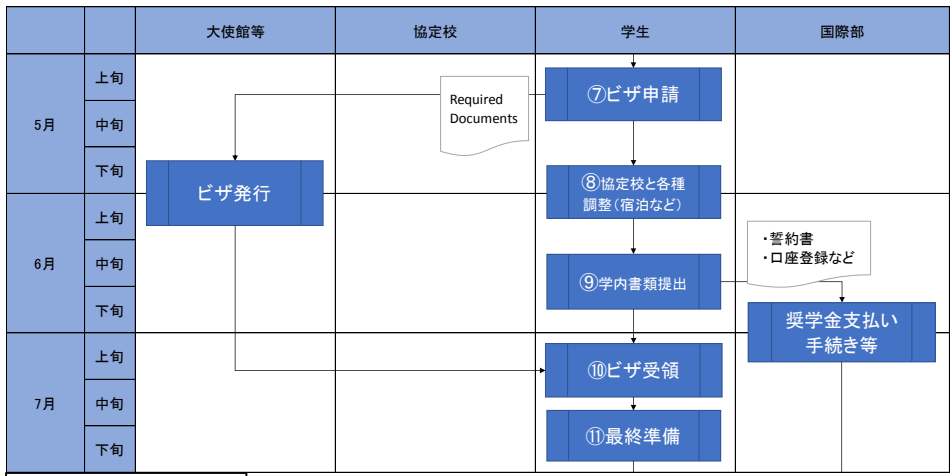 大使館等
協定校
学生
国際部
5月
上旬
中旬
下旬
Required
Documents
⑦ビザ申請
ビザ発行
⑧協定校と各種
調整(宿泊など)
6月
上旬
中旬
下旬
・誓約書
・口座登録など
⑨学内書類提出
奨学金支払い
手続き等
7月
上旬
中旬
下旬
⑩ビザ受領
⑪最終準備